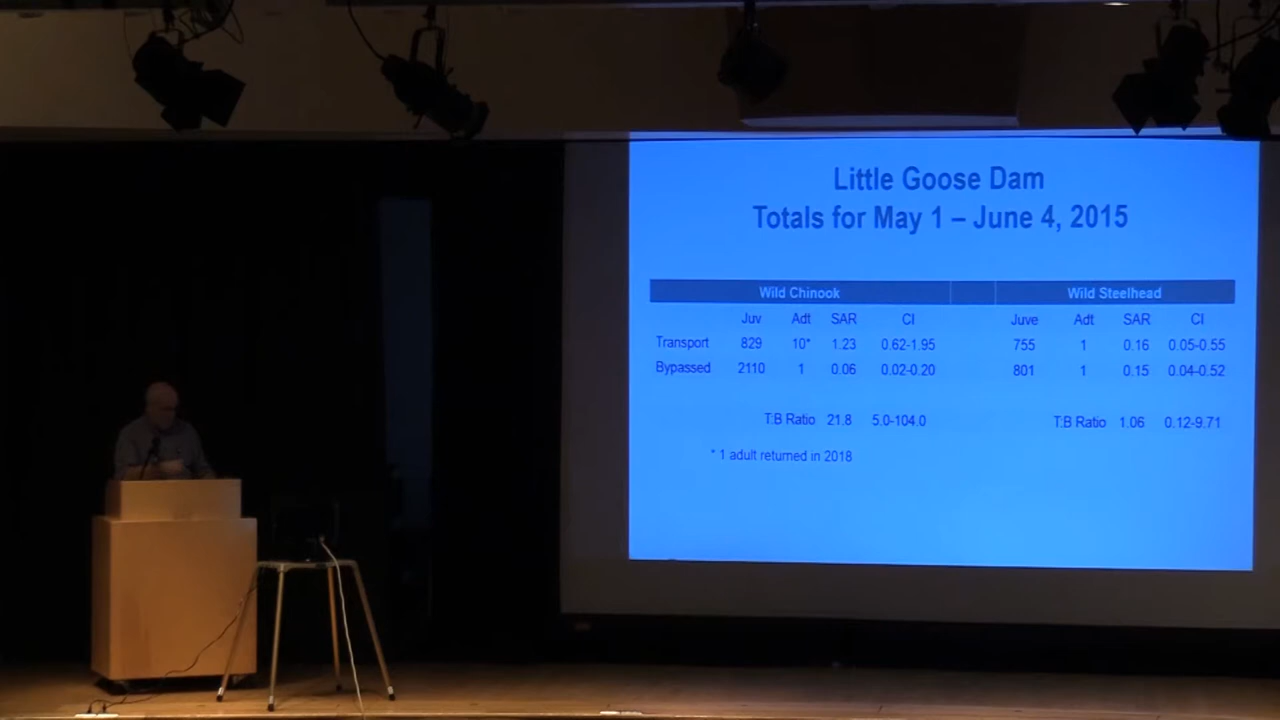 Little Goose Dam
Totals for May 1 – June 4, 2015
Wild Chinook Wild Steelhead
Juv Adt SAR CI Juve Adt SAR CI
Transport 829 10* 1.23 0.62-1.95 755 1 0.16 0.05-0.55
Bypassed 2110 1 0.06 0.02-0.20 801 1 0.15 0.04-0.52
T:B Ratio 21.8 5.0-104.0 T:B Ratio 1.06 0.12-9.71
* 1 adult returned in 2018